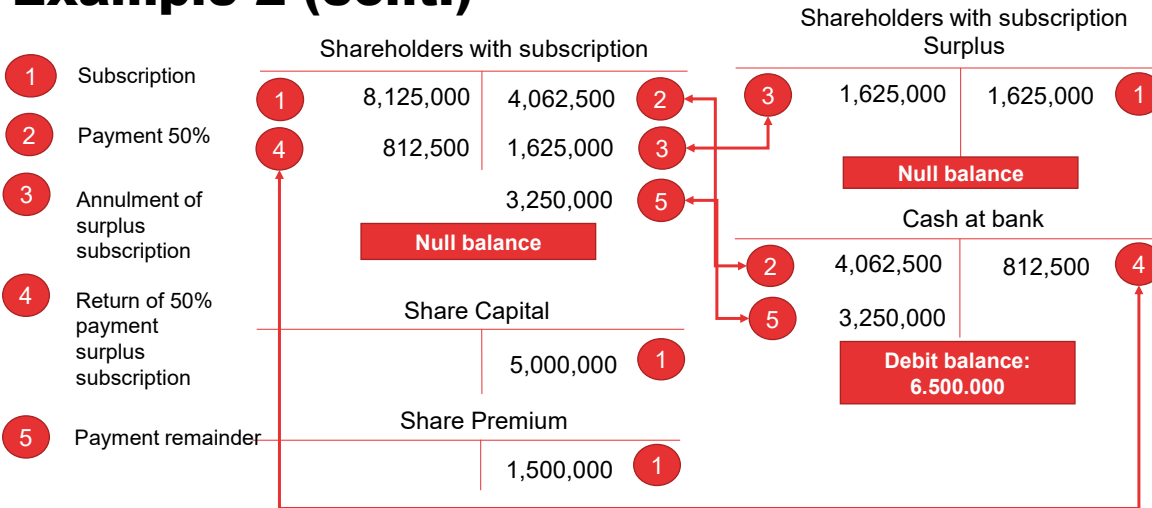 Example 2 (cont.)
1 Subscription
2 Payment 50%
3 Annulment of
surplus
subscription
4 Return of 50%
payment
surplus
subscription
5 Payment remainder
Shareholders with subscription
1 8,125,000 4,062,500 2
4 812,500 1,625,000 3
3,250,000 5
Null balance
Share Capital
5,000,000 1
Share Premium
1,500,000 1
Shareholders with subscription
Surplus
3 1,625,000 1,625,000 1
Null balance
Cash at bank
2 4,062,500 812,500 4
5 3,250,000
Debit balance:
6.500.000